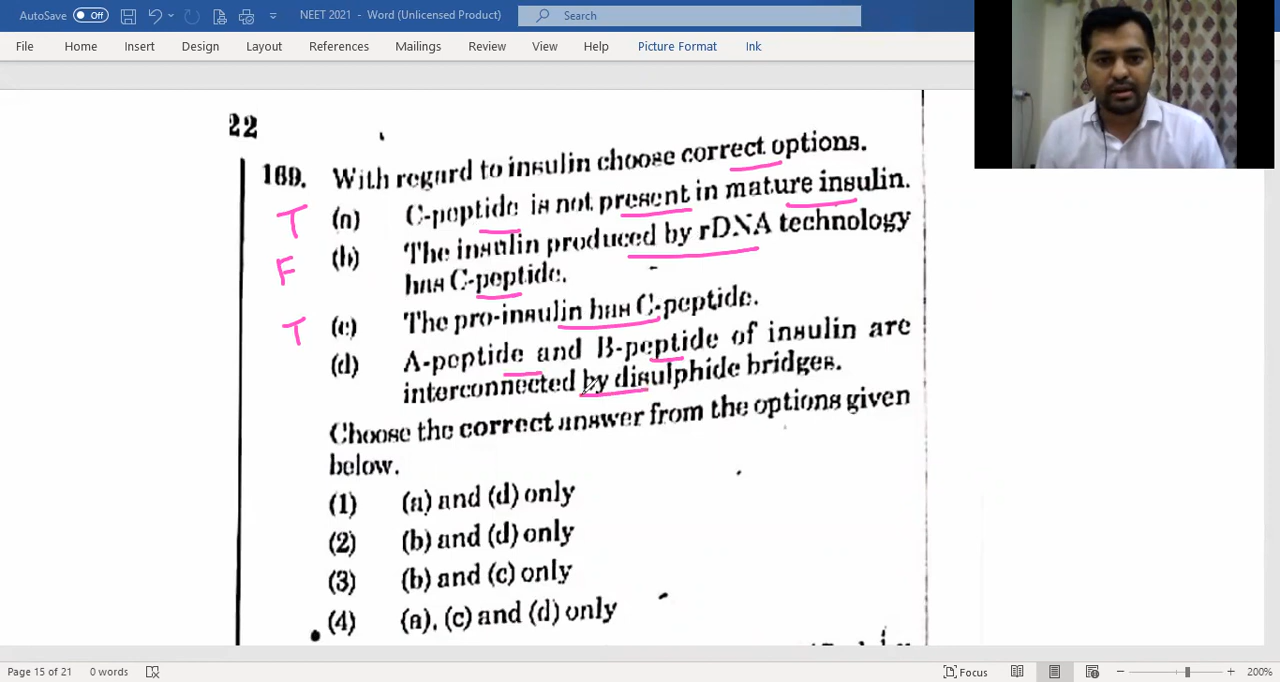 AutoSave Off NEET 2021 - Word (Unlicensed Product) Search
File Home Insert Design Layout References Mailings Review View Help Picture Format Ink
22
169. With regard to insulin choose correct options.
T (a) C-peptide is not present in mature insulin.
F (b) The insulin produced by rDNA technology
has C-peptide.
T (c) The pro-insulin has C-peptide.
(d) A-peptide and B-peptide of insulin are
interconnected by disulphide bridges.
Choose the correct answer from the options given
below.
(1) (a) and (d) only
(2) (b) and (d) only
(3) (b) and (c) only
(4) (a), (c) and (d) only
Page 15 of 21 0 words Focus 200%